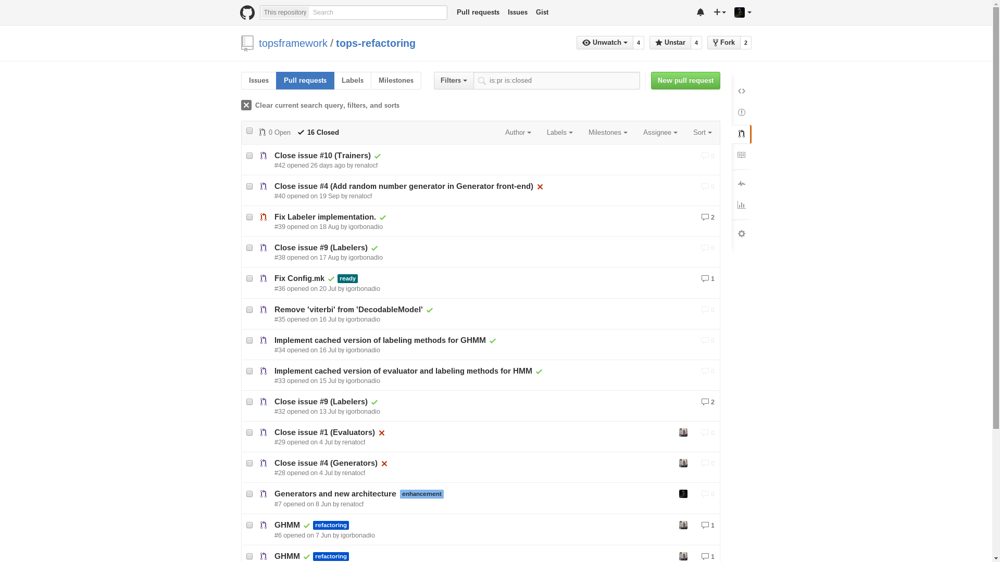 This repository Search Pull requests Issues Gist
topsframework / tops-refactoring Unwatch 4 Unstar 4 Fork 2
Issues Pull requests Labels Milestones Filters is:pr is:closed New pull request
Clear current search query, filters, and sorts
0 Open 16 Closed Author Labels Milestones Assignee Sort
Close issue #10 (Trainers) 0
#42 opened 26 days ago by renatocf
Close issue #4 (Add random number generator in Generator front-end) 0
#40 opened on 19 Sep by renatocf
Fix Labeler implementation. 2
#39 opened on 18 Aug by igorbonadio
Close issue #9 (Labelers) 0
#38 opened on 17 Aug by igorbonadio
Fix Config.mk ready 1
#36 opened on 20 Jul by igorbonadio
Remove 'viterbi' from 'DecodableModel' 0
#35 opened on 16 Jul by igorbonadio
Implement cached version of labeling methods for GHMM 0
#34 opened on 16 Jul by igorbonadio
Implement cached version of evaluator and labeling methods for HMM 0
#33 opened on 15 Jul by igorbonadio
Close issue #9 (Labelers) 2
#32 opened on 13 Jul by igorbonadio
Close issue #1 (Evaluators) 0
#29 opened on 4 Jul by renatocf
Close issue #4 (Generators) 0
#28 opened on 4 Jul by renatocf
Generators and new architecture enhancement 0
#7 opened on 8 Jun by renatocf
GHMM refactoring 1
#6 opened on 7 Jun by igorbonadio
GHMM refactoring 1